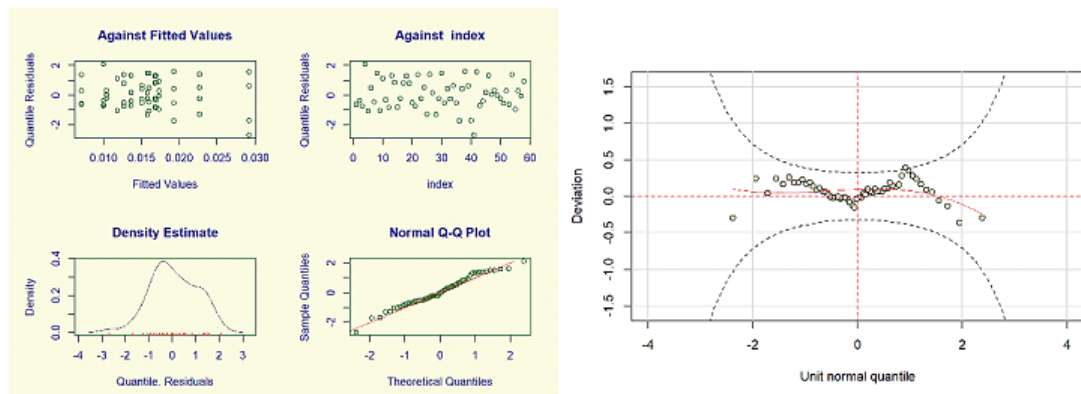 Against Fitted Values
Quantile Residuals
2
0
-2
0.010 0.015 0.020 0.025 0.030
Fitted Values
Against index
Quantile Residuals
2
0
-2
0 10 20 30 40 50 60
index
Density Estimate
Density
0.4
0.2
0.0
-4 -3 -2 -1 0 1 2 3
Quantile. Residuals
Normal Q-Q Plot
Sample Quantiles
2
0
-2
-2 -1 0 1 2
Theoretical Quantiles
Deviation
1.5
1.0
0.5
0.0
-0.5
-1.0
-1.5
-4 -2 0 2 4
Unit normal quantile